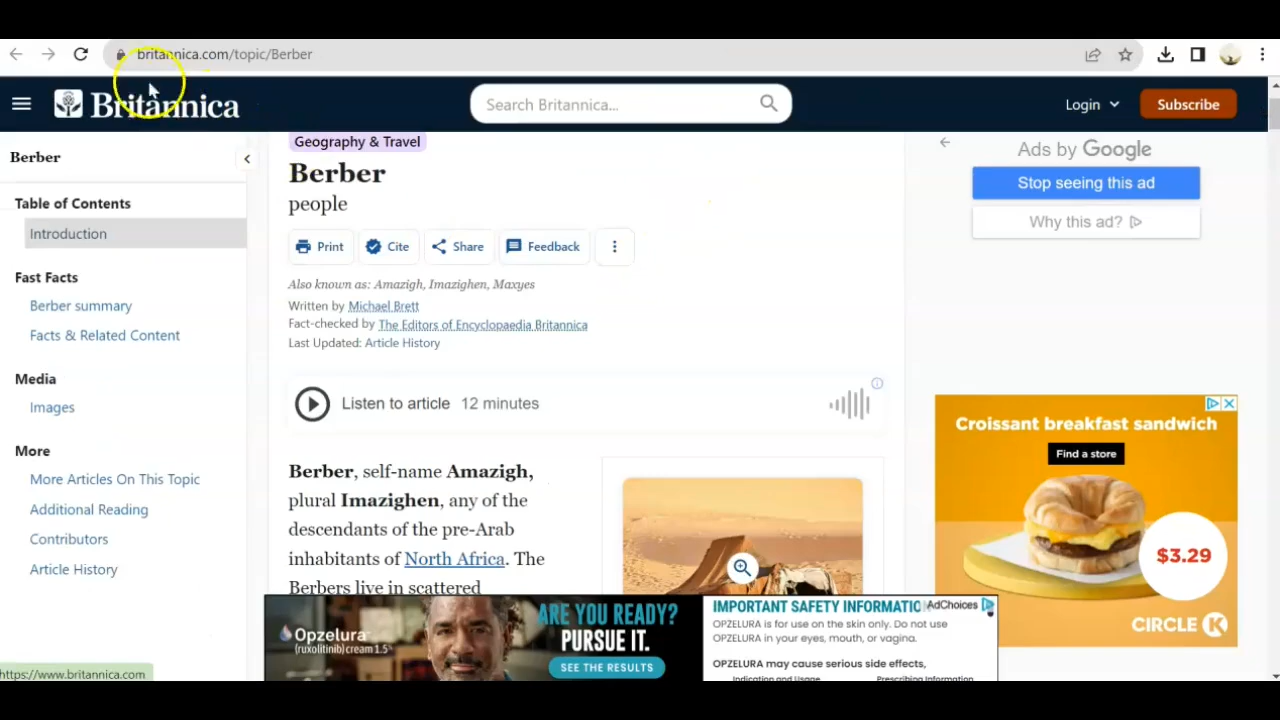 britannica.com/topic/Berber
Britannica
Search Britannica...
Login
Subscribe
Berber
Table of Contents
Introduction
Fast Facts
Berber summary
Facts & Related Content
Media
Images
More
More Articles On This Topic
Additional Reading
Contributors
Article History
https://www.britannica.com
Geography & Travel
Berber
people
Print
Cite
Share
Feedback
Also known as: Amazigh, Imazighen, Maxyes
Written by Michael Brett
Fact-checked by The Editors of Encyclopaedia Britannica
Last Updated: Article History
Listen to article 12 minutes
Berber, self-name Amazigh,
plural Imazighen, any of the
descendants of the pre-Arab
inhabitants of North Africa. The
Berbers live in scattered
Ads by Google
Stop seeing this ad
Why this ad?
Croissant breakfast sandwich
Find a store
$3.29
CIRCLE K
Opzelura
(ruxolitinib) cream 1.5%
ARE YOU READY?
PURSUE IT.
SEE THE RESULTS
IMPORTANT SAFETY INFORMATIO
AdChoices
OPZELURA is for use on the skin only. Do not use
OPZELURA in your eyes, mouth, or vagina.
OPZELURA may cause serious side effects,
Indication and Usage
Prescribing Information